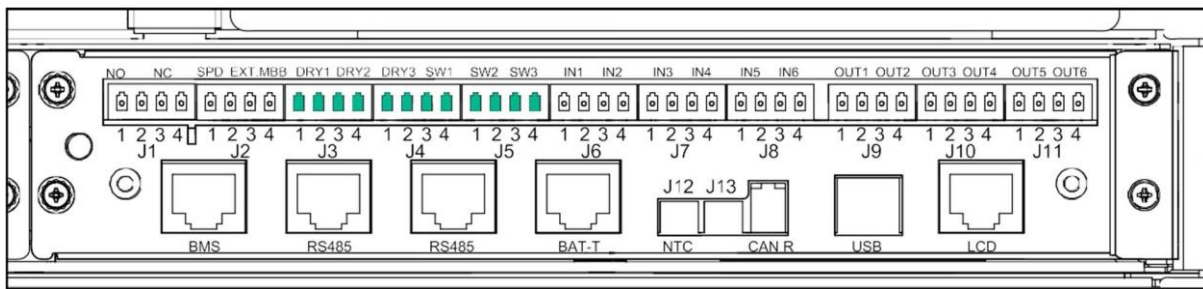 NO NC SPD EXT.MBB DRY1 DRY2 DRY3 SW1 SW2 SW3 IN1 IN2 IN3 IN4 IN5 IN6 OUT1 OUT2 OUT3 OUT4 OUT5 OUT6
1 2 3 4 1 2 3 4 1 2 3 4 1 2 3 4 1 2 3 4 1 2 3 4 1 2 3 4 1 2 3 4 1 2 3 4 1 2 3 4 1 2 3 4
J1 J2 J3 J4 J5 J6 J7 J8 J9 J10 J11
J12 J13
BMS RS485 RS485 BAT-T NTC CAN R USB LCD